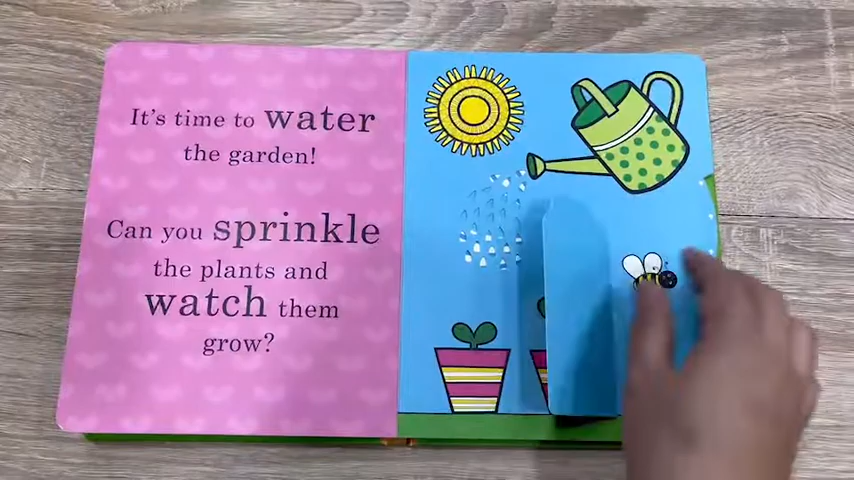 It's time to water
the garden!
Can you sprinkle
the plants and
watch them
grow?